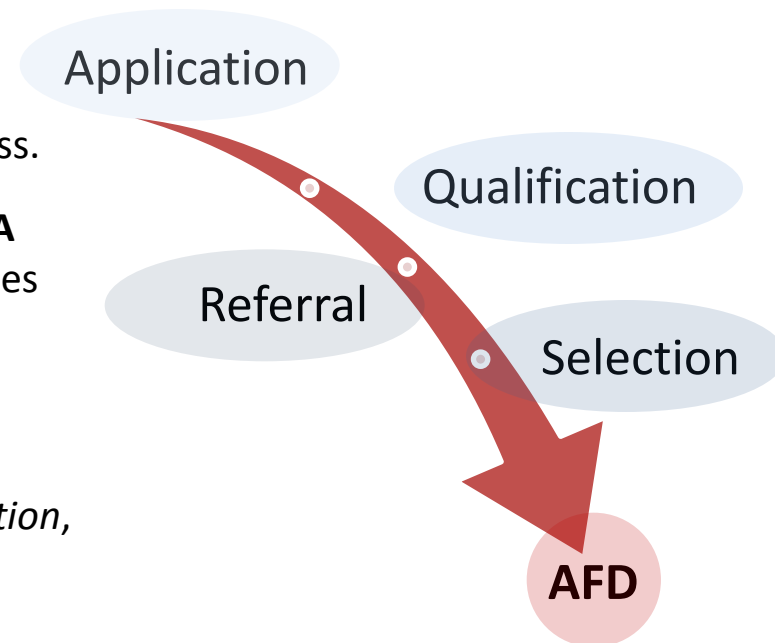 Application
ss.
Qualification
A
es
Referral
Selection
tion,
AFD